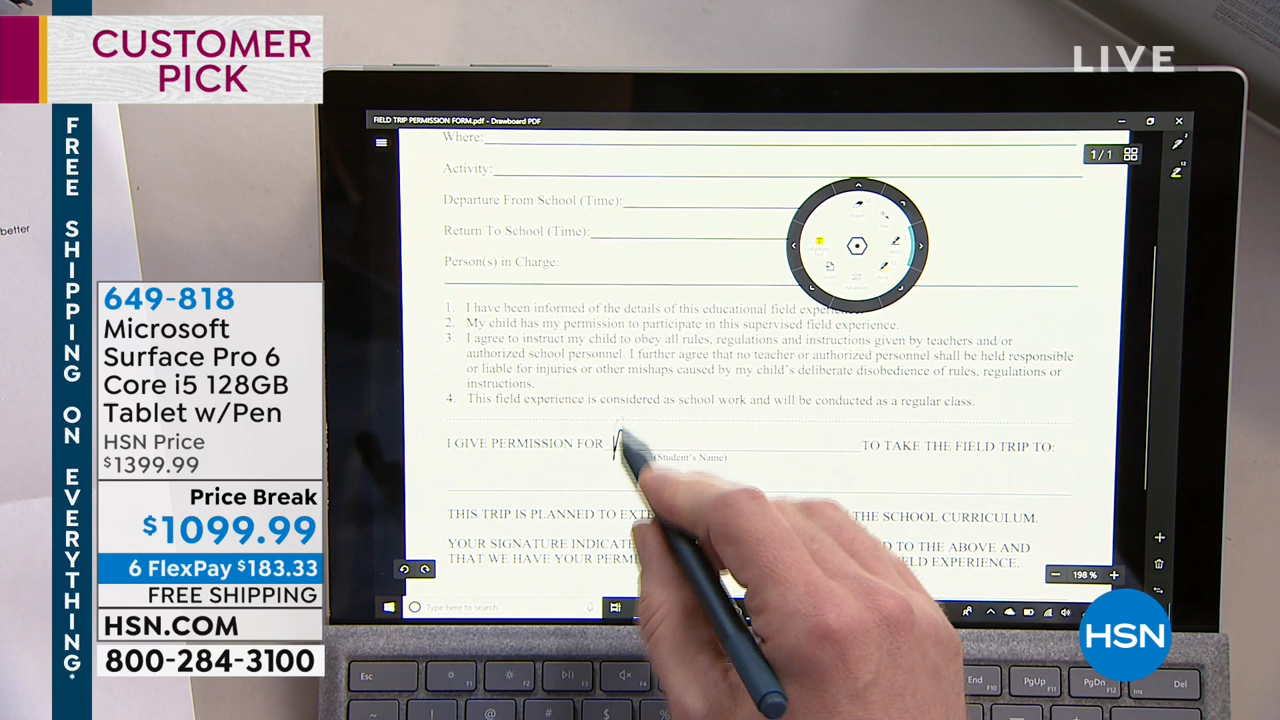 CUSTOMER
PICK
LIVE
FREE SHIPPING ON EVERYTHING*
better
649-818
Microsoft
Surface Pro 6
Core i5 128GB
Tablet w/Pen
HSN Price
$1399.99
Price Break
$1099.99
6 FlexPay $183.33
FREE SHIPPING
HSN.COM
800-284-3100
FIELD TRIP PERMISSION FORM.pdf - Drawboard PDF
1/1
Where:
Activity:
Departure From School (Time):
Return To School (Time):
Person(s) in Charge:
1. I have been informed of the details of this educational field
2. My child has my permission to participate in this supervised field experience.
3. I agree to instruct my child to obey all rules, regulations and instructions given by teachers and/or
authorized school personnel. I further agree that no teacher or authorized personnel shall be held responsible
or liable for injuries or other mishaps caused by my child's deliberate disobedience of rules, regulations or
instructions.
4. This field experience is considered as school work and will be conducted as a regular class.
I GIVE PERMISSION FOR TO TAKE THE FIELD TRIP TO:
(Student's Name)
THIS TRIP IS PLANNED TO THE SCHOOL CURRICULUM.
YOUR SIGNATURE TO THE ABOVE AND
THAT WE HAVE YOUR EXPERIENCE.
198 %
Type here to search
HSN
Esc F1 F2 F3 F4 End F10 PgUp F11 PgDn F12 Ins Del
~ ! @ # $ %